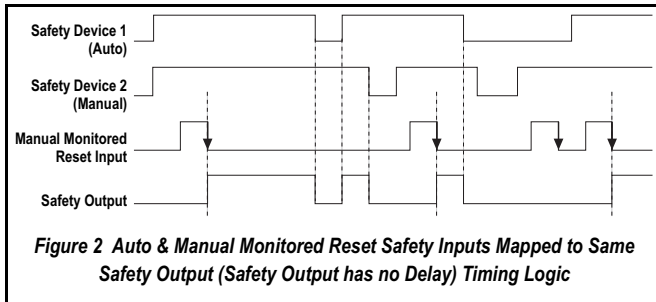 Safety Device 1
(Auto)
Safety Device 2
(Manual)
Manual Monitored
Reset Input
Safety Output
Figure 2 Auto & Manual Monitored Reset Safety Inputs Mapped to Same
Safety Output (Safety Output has no Delay) Timing Logic